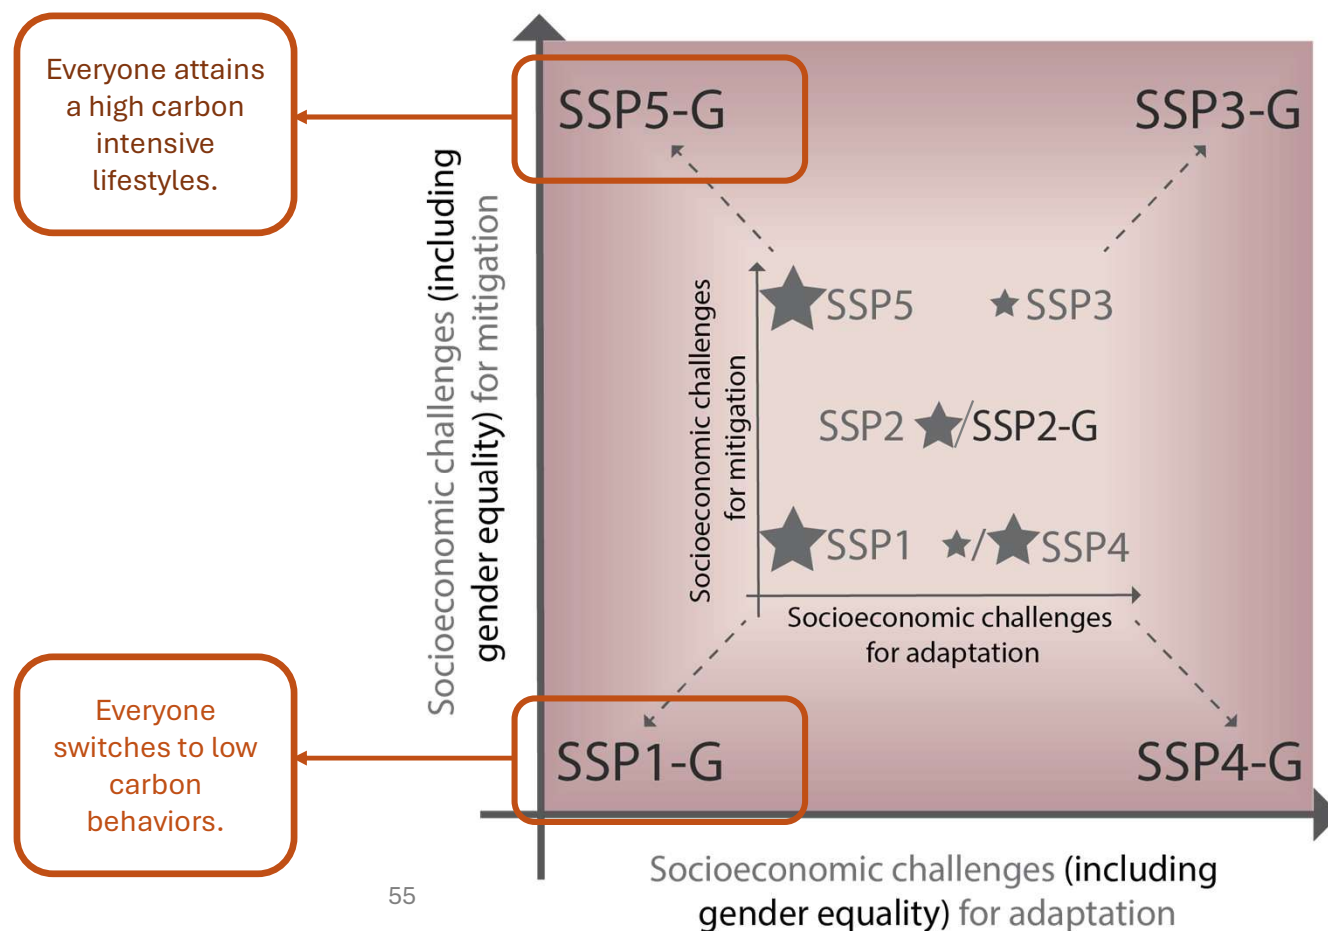 Everyone attains
a high carbon
intensive
lifestyles.
Everyone
switches to low
carbon
behaviors.
Socioeconomic challenges (including
gender equality) for mitigation
SSP5-G
SSP3-G
Socioeconomic challenges
for mitigation
SSP5
SSP3
SSP2 /SSP2-G
SSP1
/ SSP4
Socioeconomic challenges
for adaptation
SSP1-G
SSP4-G
Socioeconomic challenges (including
gender equality) for adaptation
55